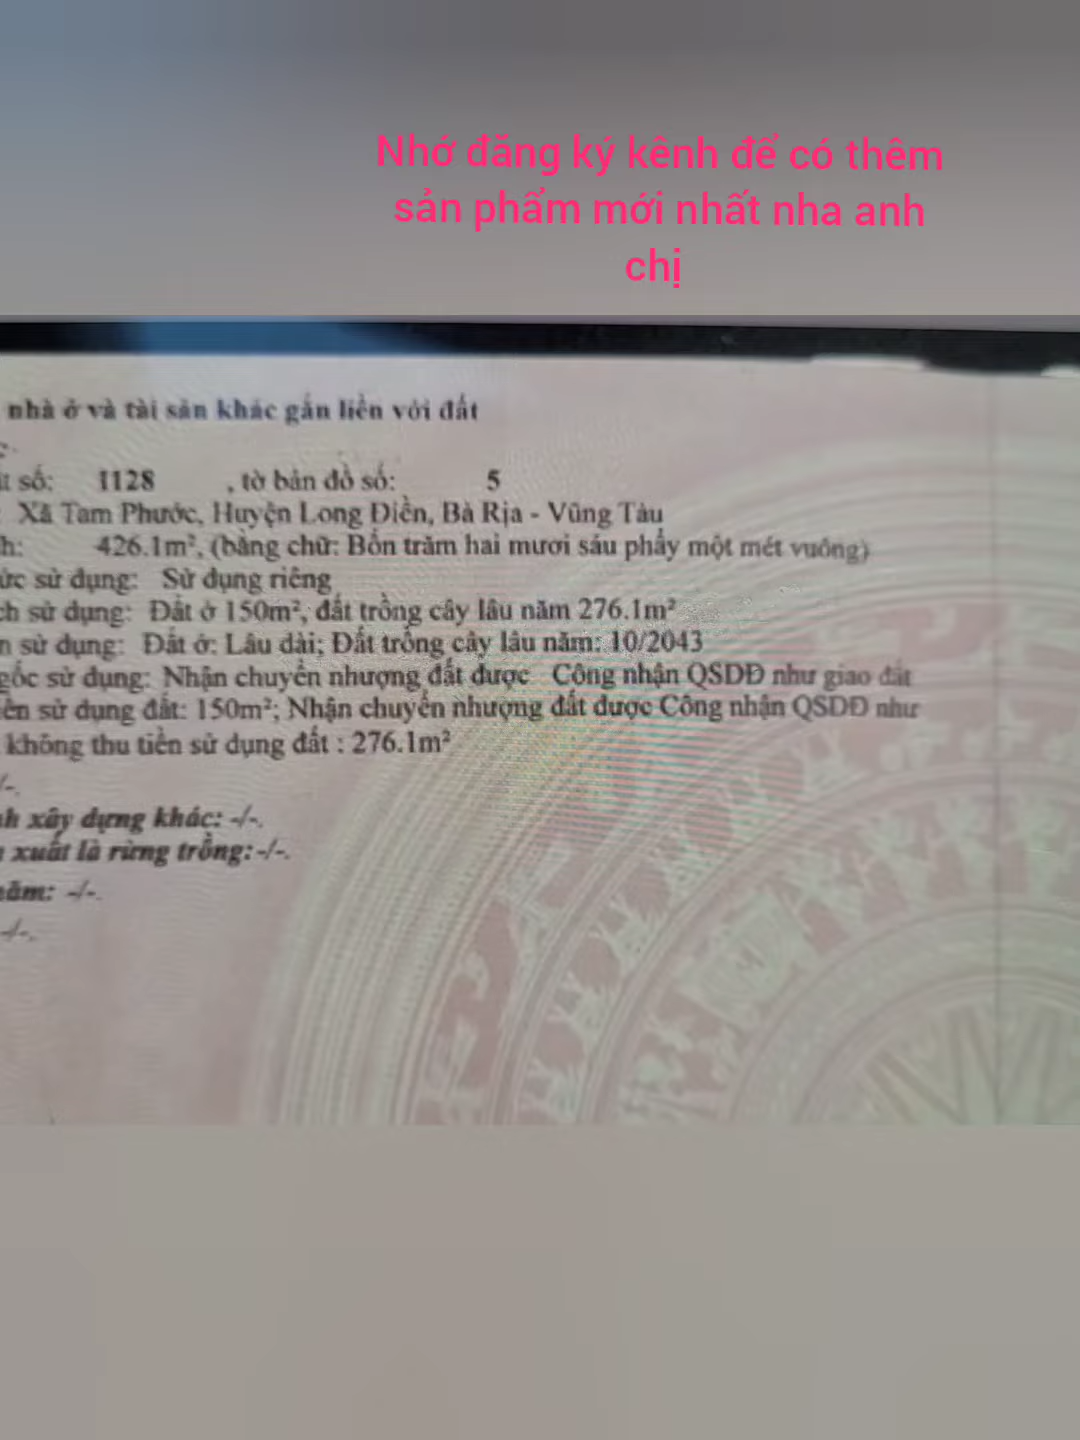 Nhớ đăng ký kênh để có thêm
sản phẩm mới nhất nha anh
chị
nhà ở và tài sản khác gắn liền với đất
số: 1128 , tờ bản đồ số: 5
Xã Tam Phước, Huyện Long Điền, Bà Rịa - Vũng Tàu
h: 426.1m², (bằng chữ: Bốn trăm hai mươi sáu phẩy một mét vuông)
ức sử dụng: Sử dụng riêng
ch sử dụng: Đất ở 150m²; đất trồng cây lâu năm 276.1m²
n sử dụng: Đất ở: Lâu dài; Đất trồng cây lâu năm: 10/2043
gốc sử dụng: Nhận chuyển nhượng đất được Công nhận QSDĐ như giao đất
ền sử dụng đất: 150m²; Nhận chuyển nhượng đất được Công nhận QSDĐ như
không thu tiền sử dụng đất : 276.1m²
/-.
nh xây dựng khác: -/-.
xuất là rừng trồng:-/-.
năm: -/-.
-/-.